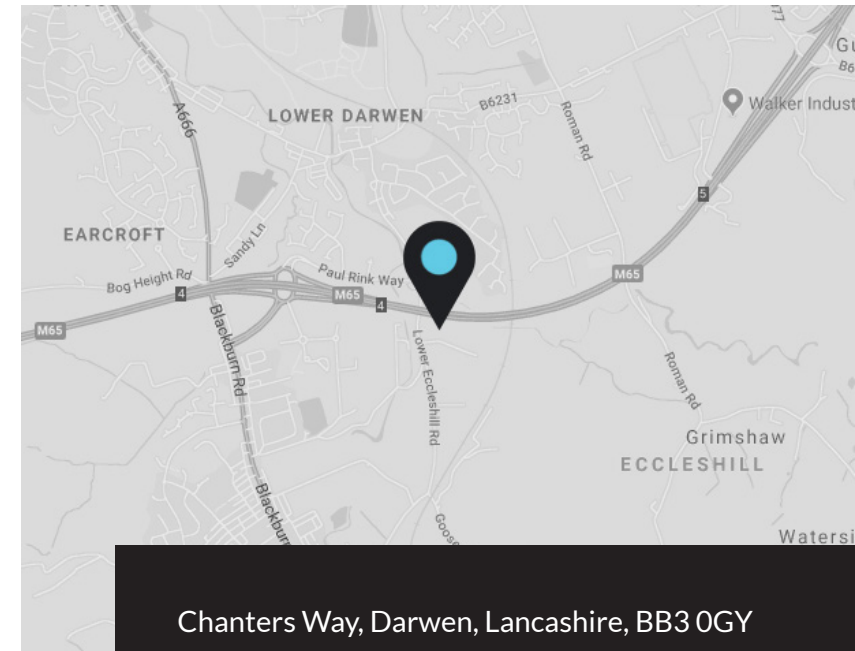 A666
LOWER DARWEN
B6231
Roman Rd
Walker Indust
5
EARCROFT
Sandy Ln
Bog Height Rd
4
Paul Rink Way
M65
4
M65
M65
Blackburn Rd
Lower Eccleshill Rd
Roman Rd
Grimshaw
ECCLESHILL
Blackburn
Goose
Watersi
Chanters Way, Darwen, Lancashire, BB3 0GY